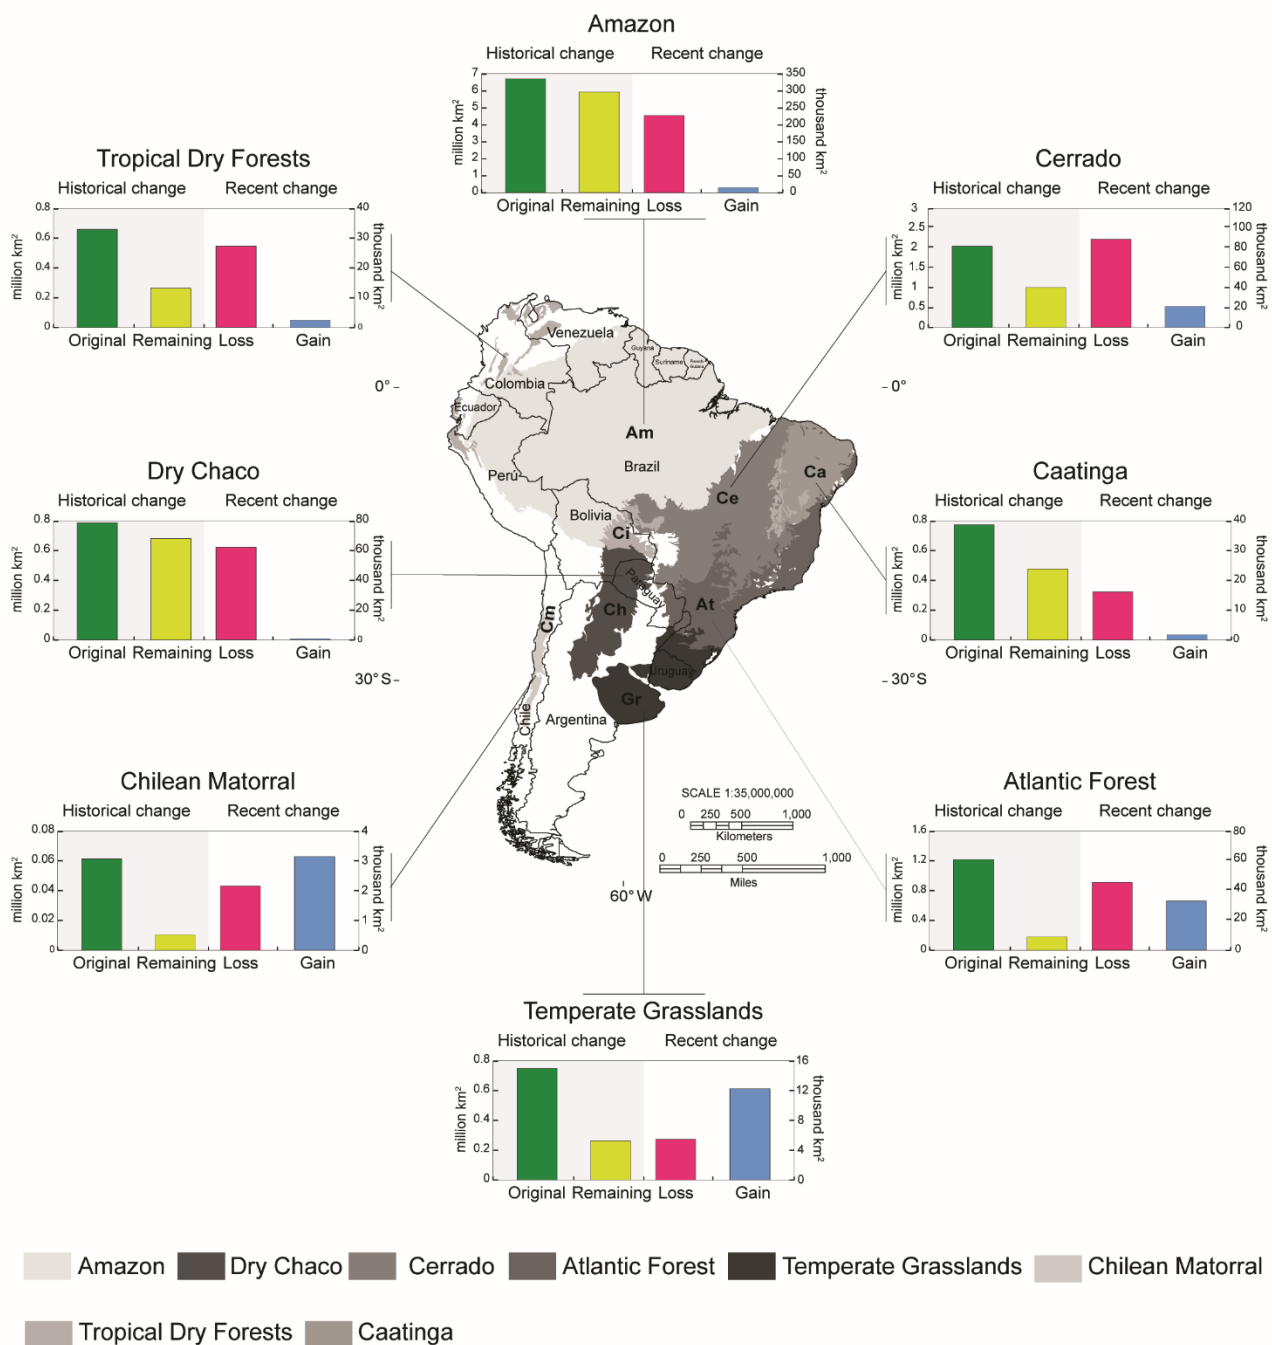 Amazon
Historical change Recent change
million km²
7
6
5
4
3
2
1
0
350
300
250
200
150
100
50
0
thousand km²
Original Remaining Loss Gain
Tropical Dry Forests
Historical change Recent change
million km²
0.8
0.6
0.4
0.2
0
40
30
20
10
0
thousand km²
Original Remaining Loss Gain
Cerrado
Historical change Recent change
million km²
3
2.5
2
1.5
1
0.5
0
120
100
80
60
40
20
0
thousand km²
Original Remaining Loss Gain
Venezuela
Guyana
Suriname
French Guiana
Colombia
Ecuador
0°
0°
Am
Brazil
Perú
Ca
Ce
Bolivia
Ci
Paraguay
Ch
At
Cm
30°S
30°S
Uruguay
Gr
Argentina
Chile
Dry Chaco
Historical change Recent change
million km²
0.8
0.6
0.4
0.2
0
80
60
40
20
0
thousand km²
Original Remaining Loss Gain
Caatinga
Historical change Recent change
million km²
0.8
0.6
0.4
0.2
0
40
30
20
10
0
thousand km²
Original Remaining Loss Gain
Chilean Matorral
Historical change Recent change
million km²
0.08
0.06
0.04
0.02
0
4
3
2
1
0
thousand km²
Original Remaining Loss Gain
SCALE 1:35,000,000
0 250 500 1,000
Kilometers
0 250 500 1,000
Miles
60° W
Atlantic Forest
Historical change Recent change
million km²
1.6
1.2
0.8
0.4
0
80
60
40
20
0
thousand km²
Original Remaining Loss Gain
Temperate Grasslands
Historical change Recent change
million km²
0.8
0.6
0.4
0.2
0
16
12
8
4
0
thousand km²
Original Remaining Loss Gain
Amazon Dry Chaco Cerrado Atlantic Forest Temperate Grasslands Chilean Matorral
Tropical Dry Forests Caatinga